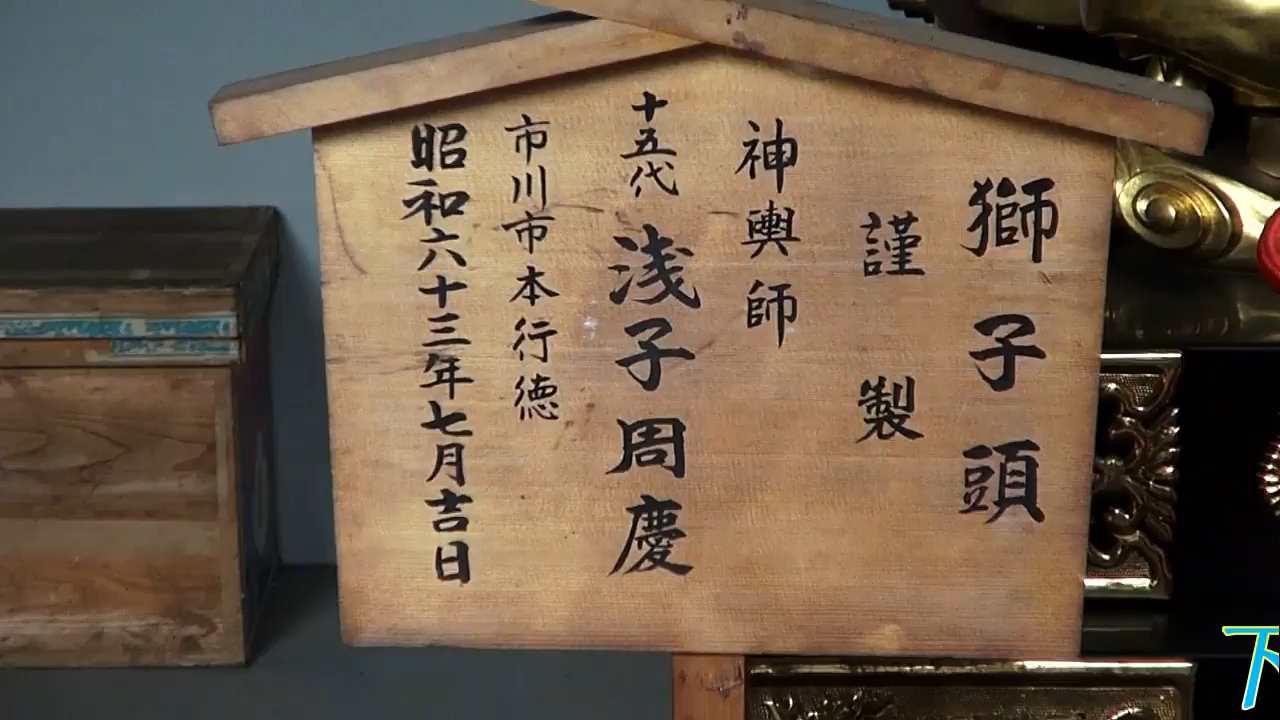 獅子頭
謹製
神輿師
十五代 浅子周慶
市川市本行徳
昭和六十三年七月吉日
下